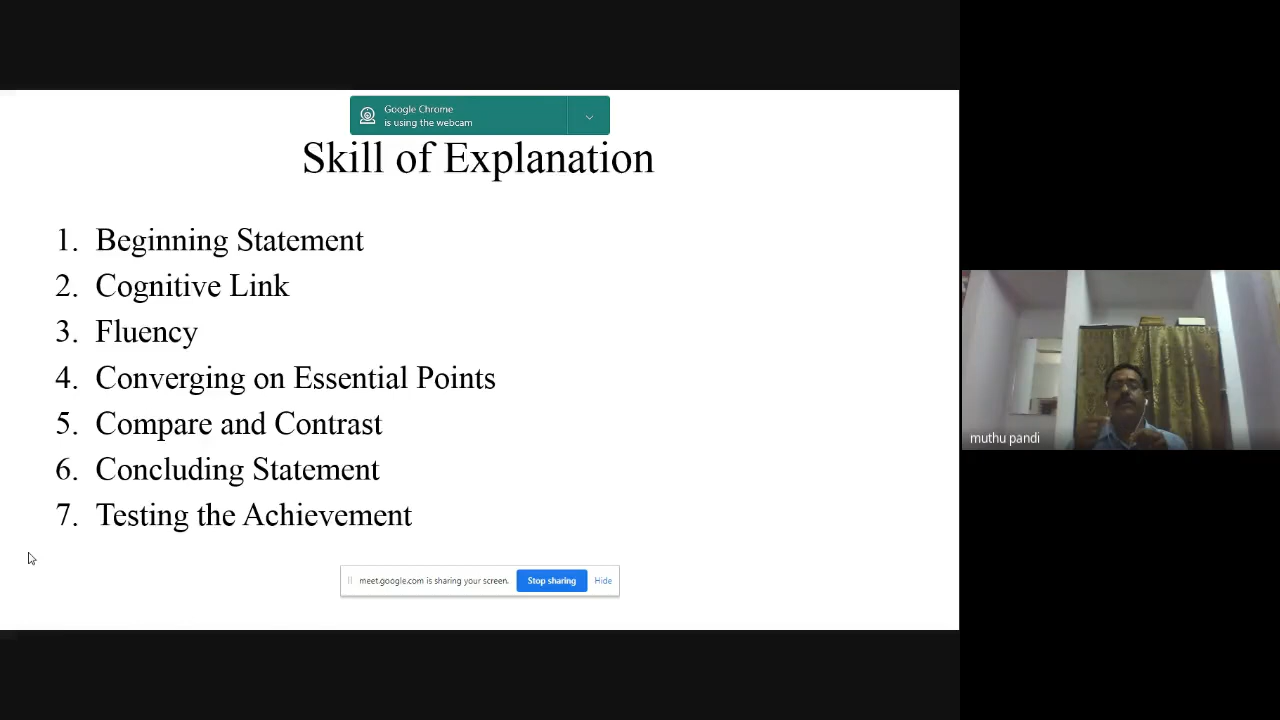 Google Chrome
is using the webcam
Skill of Explanation
1. Beginning Statement
2. Cognitive Link
3. Fluency
4. Converging on Essential Points
5. Compare and Contrast
6. Concluding Statement
7. Testing the Achievement
meet.google.com is sharing your screen. Stop sharing Hide
muthu pandi